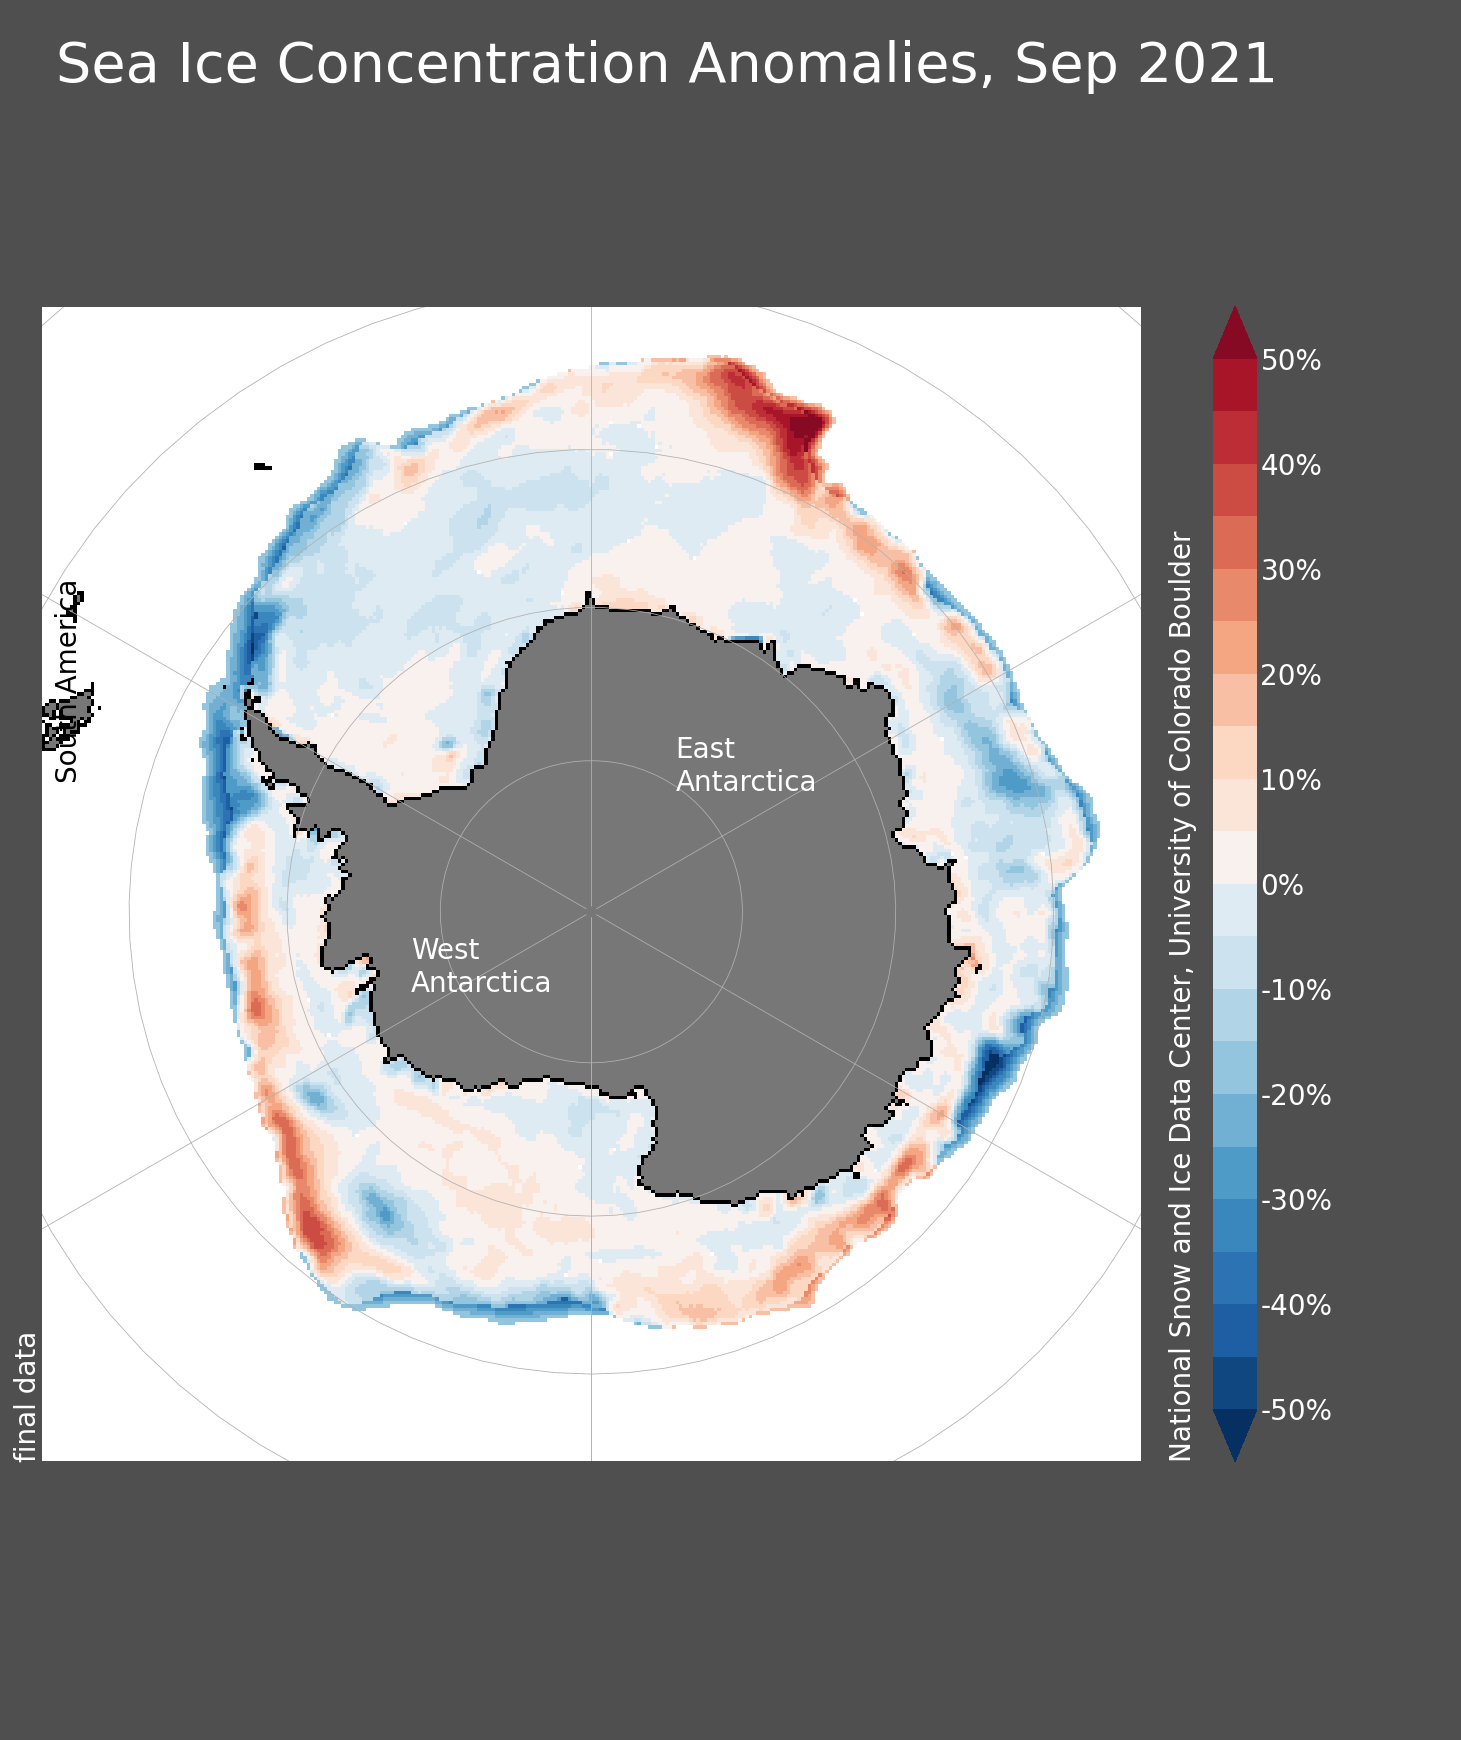 Sea Ice Concentration Anomalies, Sep 2021
South America
East
Antarctica
West
Antarctica
final data
National Snow and Ice Data Center, University of Colorado Boulder
50%
40%
30%
20%
10%
0%
-10%
-20%
-30%
-40%
-50%